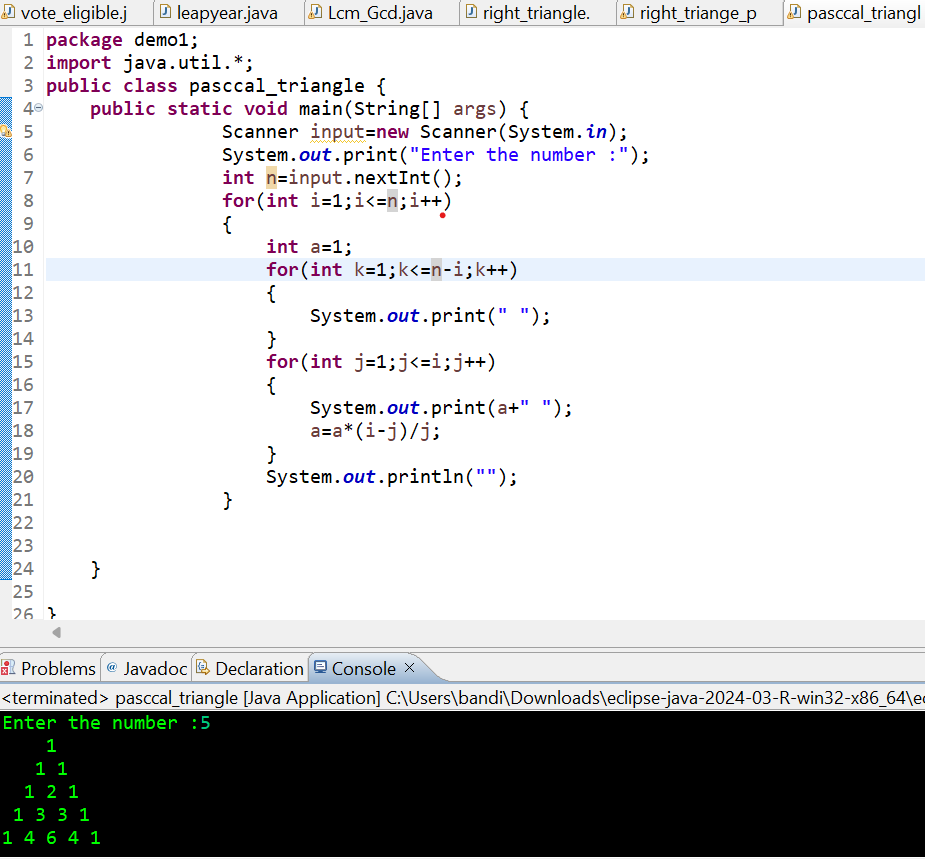 vote_eligible.j leapyear.java Lcm_Gcd.java right_triangle. right_triange_p pasccal_triangl
1 package demo1;
2 import java.util.*;
3 public class pasccal_triangle {
4 public static void main(String[] args) {
5 Scanner input=new Scanner(System.in);
6 System.out.print("Enter the number :");
7 int n=input.nextInt();
8 for(int i=1;i<=n;i++)
9 {
10 int a=1;
11 for(int k=1;k<=n-i;k++)
12 {
13 System.out.print(" ");
14 }
15 for(int j=1;j<=i;j++)
16 {
17 System.out.print(a+" ");
18 a=a*(i-j)/j;
19 }
20 System.out.println("");
21 }
22
23
24 }
25
26 }
Problems @ Javadoc Declaration Console
<terminated> pasccal_triangle [Java Application] C:\Users\bandi\Downloads\eclipse-java-2024-03-R-win32-x86_64\ec
Enter the number :5
1
1 1
1 2 1
1 3 3 1
1 4 6 4 1